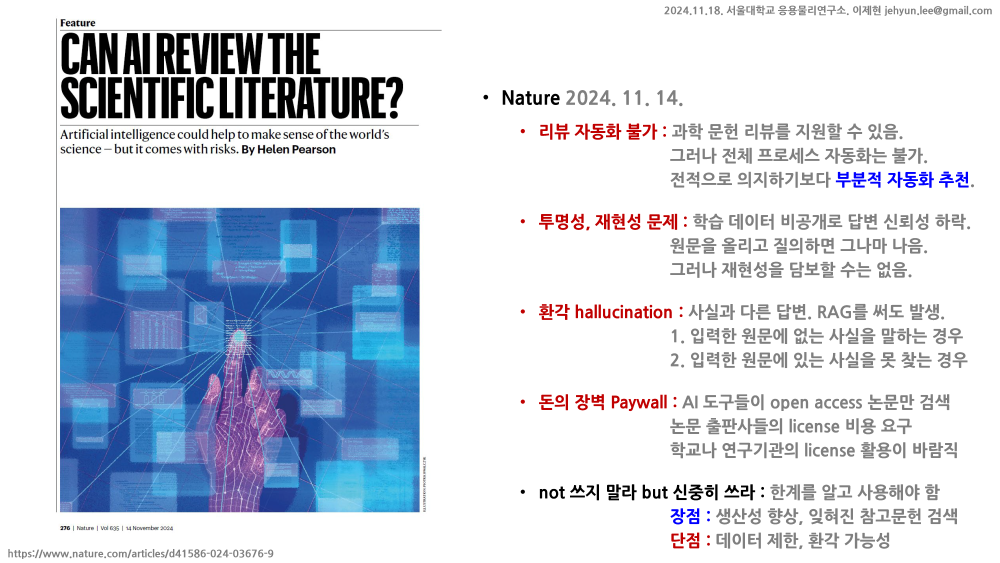 2024.11.18. 서울대학교 응용물리연구소. 이제현 jehyun.lee@gmail.com
Feature
CAN AI REVIEW THE
SCIENTIFIC LITERATURE?
Artificial intelligence could help to make sense of the world’s
science — but it comes with risks. By Helen Pearson
276 | Nature | Vol 635 | 14 November 2024
https://www.nature.com/articles/d41586-024-03676-9
• Nature 2024. 11. 14.
• 리뷰 자동화 불가 : 과학 문헌 리뷰를 지원할 수 있음.
그러나 전체 프로세스 자동화는 불가.
전적으로 의지하기보다 부분적 자동화 추천.
• 투명성, 재현성 문제 : 학습 데이터 비공개로 답변 신뢰성 하락.
원문을 올리고 질의하면 그나마 나음.
그러나 재현성을 담보할 수는 없음.
• 환각 hallucination : 사실과 다른 답변. RAG를 써도 발생.
1. 입력한 원문에 없는 사실을 말하는 경우
2. 입력한 원문에 있는 사실을 못 찾는 경우
• 돈의 장벽 Paywall : AI 도구들이 open access 논문만 검색
논문 출판사들의 license 비용 요구
학교나 연구기관의 license 활용이 바람직
• not 쓰지 말라 but 신중히 쓰라 : 한계를 알고 사용해야 함
장점 : 생산성 향상, 잊혀진 참고문헌 검색
단점 : 데이터 제한, 환각 가능성